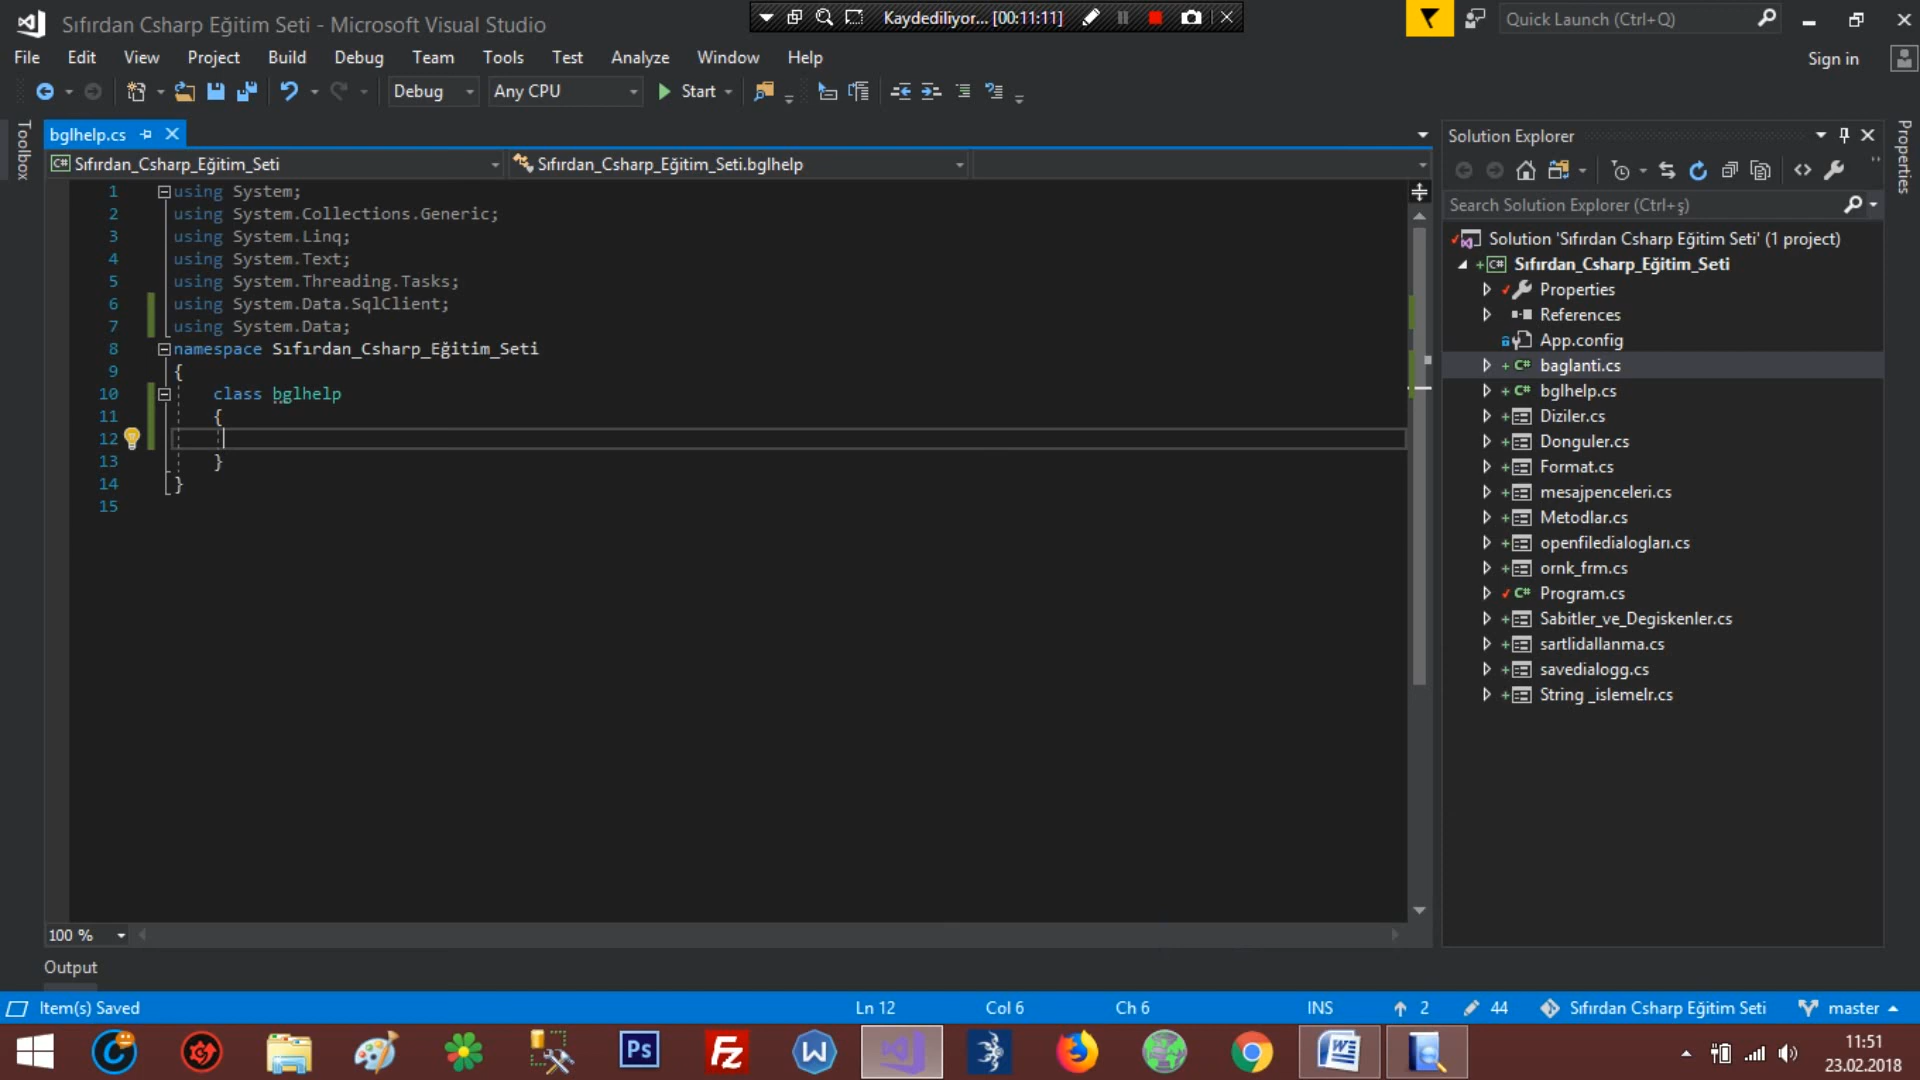 Sıfırdan Csharp Eğitim Seti - Microsoft Visual Studio
Kaydediliyor... [00:11:11]
Quick Launch (Ctrl+Q)
File Edit View Project Build Debug Team Tools Test Analyze Window Help
Sign in
Debug Any CPU Start
Toolbox
bglhelp.cs
Sıfırdan_Csharp_Eğitim_Seti
Sıfırdan_Csharp_Eğitim_Seti.bglhelp
1 using System;
2 using System.Collections.Generic;
3 using System.Linq;
4 using System.Text;
5 using System.Threading.Tasks;
6 using System.Data.SqlClient;
7 using System.Data;
8 namespace Sıfırdan_Csharp_Eğitim_Seti
9 {
10 class bglhelp
11 {
12
13 }
14 }
15
100 %
Output
Solution Explorer
Search Solution Explorer (Ctrl+ş)
Solution 'Sıfırdan Csharp Eğitim Seti' (1 project)
Sıfırdan_Csharp_Eğitim_Seti
Properties
References
App.config
baglanti.cs
bglhelp.cs
Diziler.cs
Donguler.cs
Format.cs
mesajpenceleri.cs
Metodlar.cs
openfiledialogları.cs
ornk_frm.cs
Program.cs
Sabitler_ve_Degiskenler.cs
sartlidallanma.cs
savedialogg.cs
String _islemelr.cs
Properties
Item(s) Saved
Ln 12 Col 6 Ch 6 INS 2 44 Sıfırdan Csharp Eğitim Seti master
Ps
Fz
W
11:51
23.02.2018